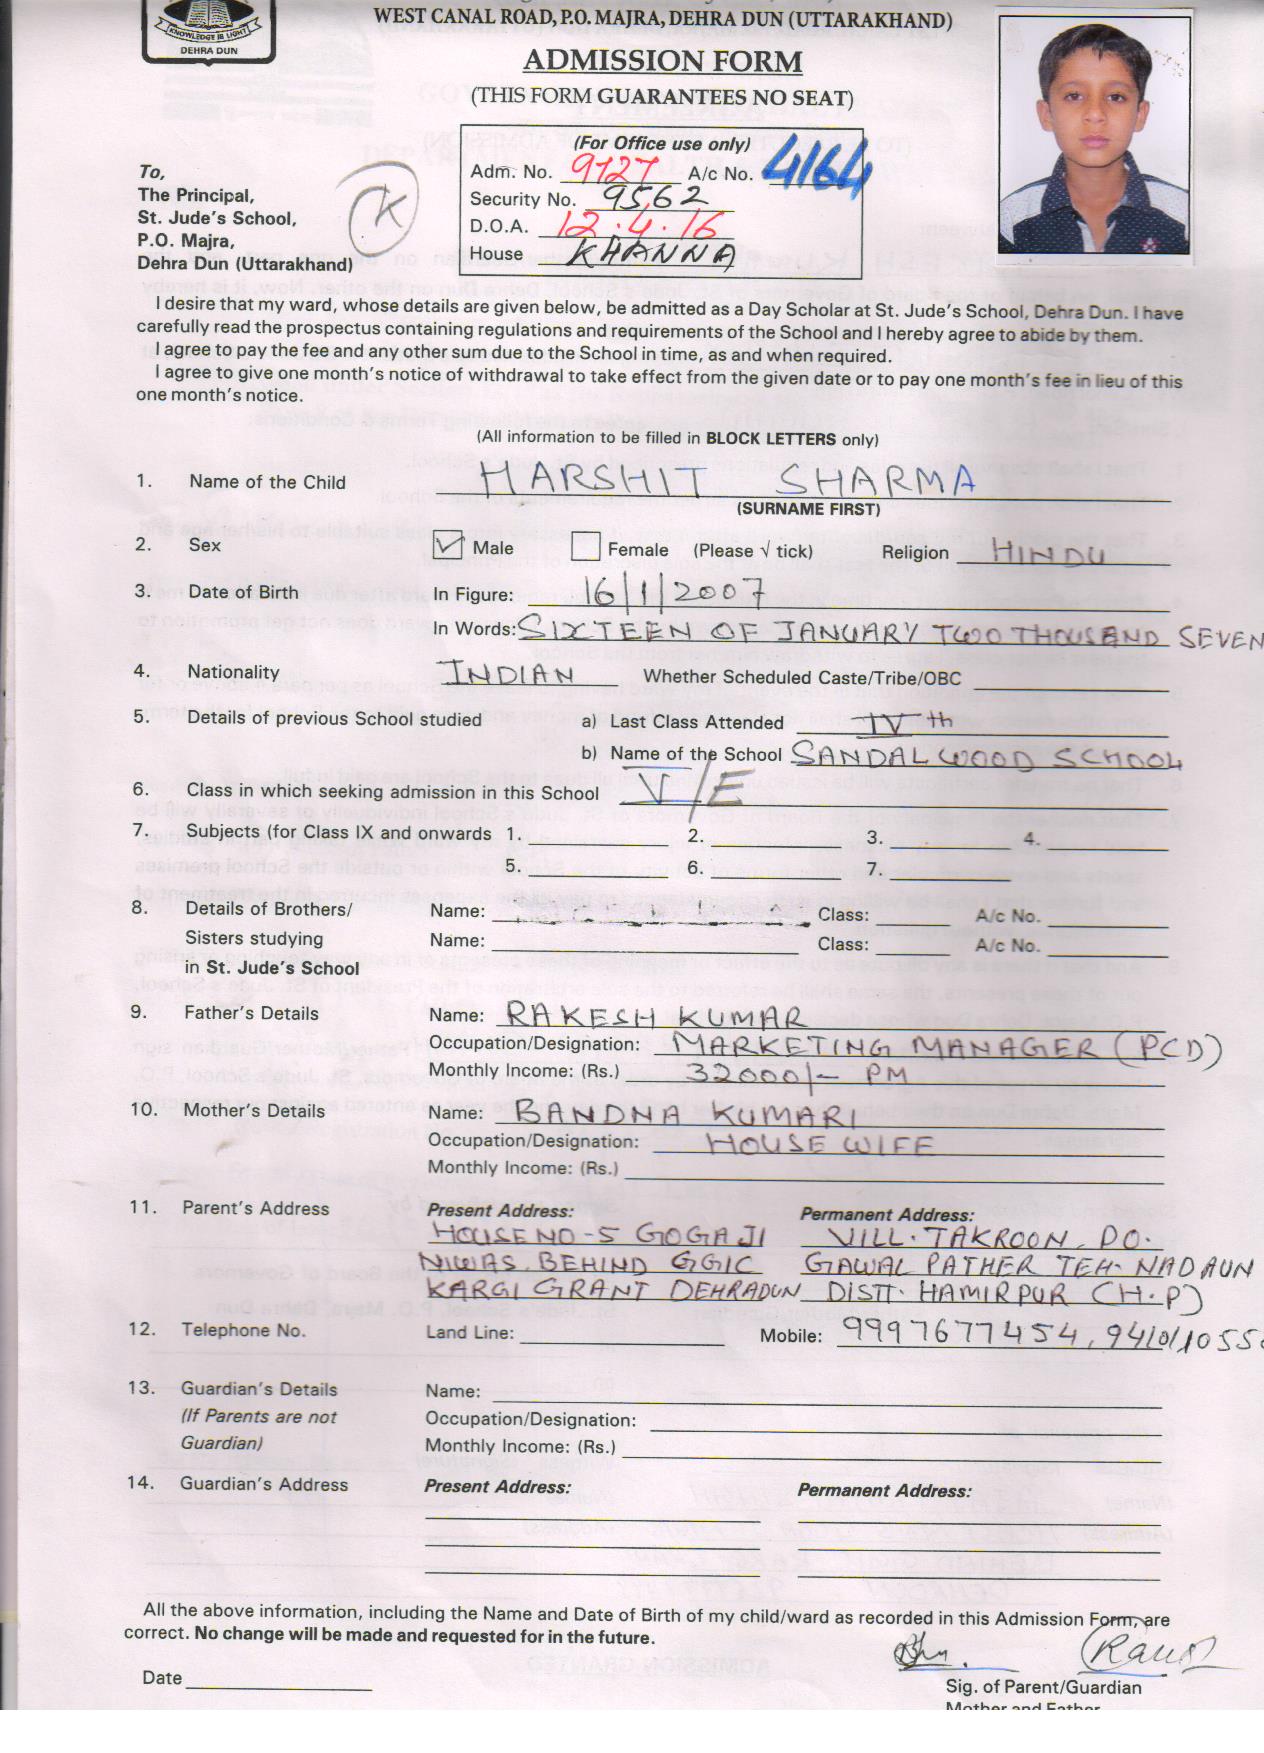 KNOWLEDGE IS LIGHT
DEHRA DUN
WEST CANAL ROAD, P.O. MAJRA, DEHRA DUN (UTTARAKHAND)
ADMISSION FORM
(THIS FORM GUARANTEES NO SEAT)
(For Office use only)
Adm. No. 9727 A/c No. 4164
Security No. 9562
D.O.A. 12.4.16
House KHANNA
To,
The Principal,
St. Jude's School,
P.O. Majra,
Dehra Dun (Uttarakhand)
I desire that my ward, whose details are given below, be admitted as a Day Scholar at St. Jude's School, Dehra Dun. I have
carefully read the prospectus containing regulations and requirements of the School and I hereby agree to abide by them.
I agree to pay the fee and any other sum due to the School in time, as and when required.
I agree to give one month's notice of withdrawal to take effect from the given date or to pay one month's fee in lieu of this
one month's notice.
(All information to be filled in BLOCK LETTERS only)
1. Name of the Child HARSHIT SHARMA
(SURNAME FIRST)
2. Sex Male Female (Please √ tick) Religion HINDU
3. Date of Birth In Figure: 16/1/2007
In Words: SIXTEEN OF JANUARY TWO THOUSAND SEVEN
4. Nationality INDIAN Whether Scheduled Caste/Tribe/OBC
5. Details of previous School studied a) Last Class Attended IVth
b) Name of the School SANDAL WOOD SCHOOL
6. Class in which seeking admission in this School V/E
7. Subjects (for Class IX and onwards 1. 2. 3. 4.
5. 6. 7.
8. Details of Brothers/ Name: Class: A/c No.
Sisters studying Name: Class: A/c No.
in St. Jude's School
9. Father's Details Name: RAKESH KUMAR
Occupation/Designation: MARKETING MANAGER (PCD)
Monthly Income: (Rs.) 32000/- PM
10. Mother's Details Name: BANDNA KUMARI
Occupation/Designation: HOUSE WIFE
Monthly Income: (Rs.)
11. Parent's Address Present Address: Permanent Address:
HOUSE NO-5 GOGAJI VILL. TAKROON, PO.
NIWAS, BEHIND GGIC GAWAL PATHER TEH- NADAUN
KARGI GRANT DEHRADUN DISTT. HAMIRPUR (H.P)
12. Telephone No. Land Line: Mobile: 9997677454,
13. Guardian's Details Name:
(If Parents are not Occupation/Designation:
Guardian) Monthly Income: (Rs.)
14. Guardian's Address Present Address: Permanent Address:
All the above information, including the Name and Date of Birth of my child/ward as recorded in this Admission Form, are
correct. No change will be made and requested for in the future.
Date
Sig. of Parent/Guardian
Mother and Father